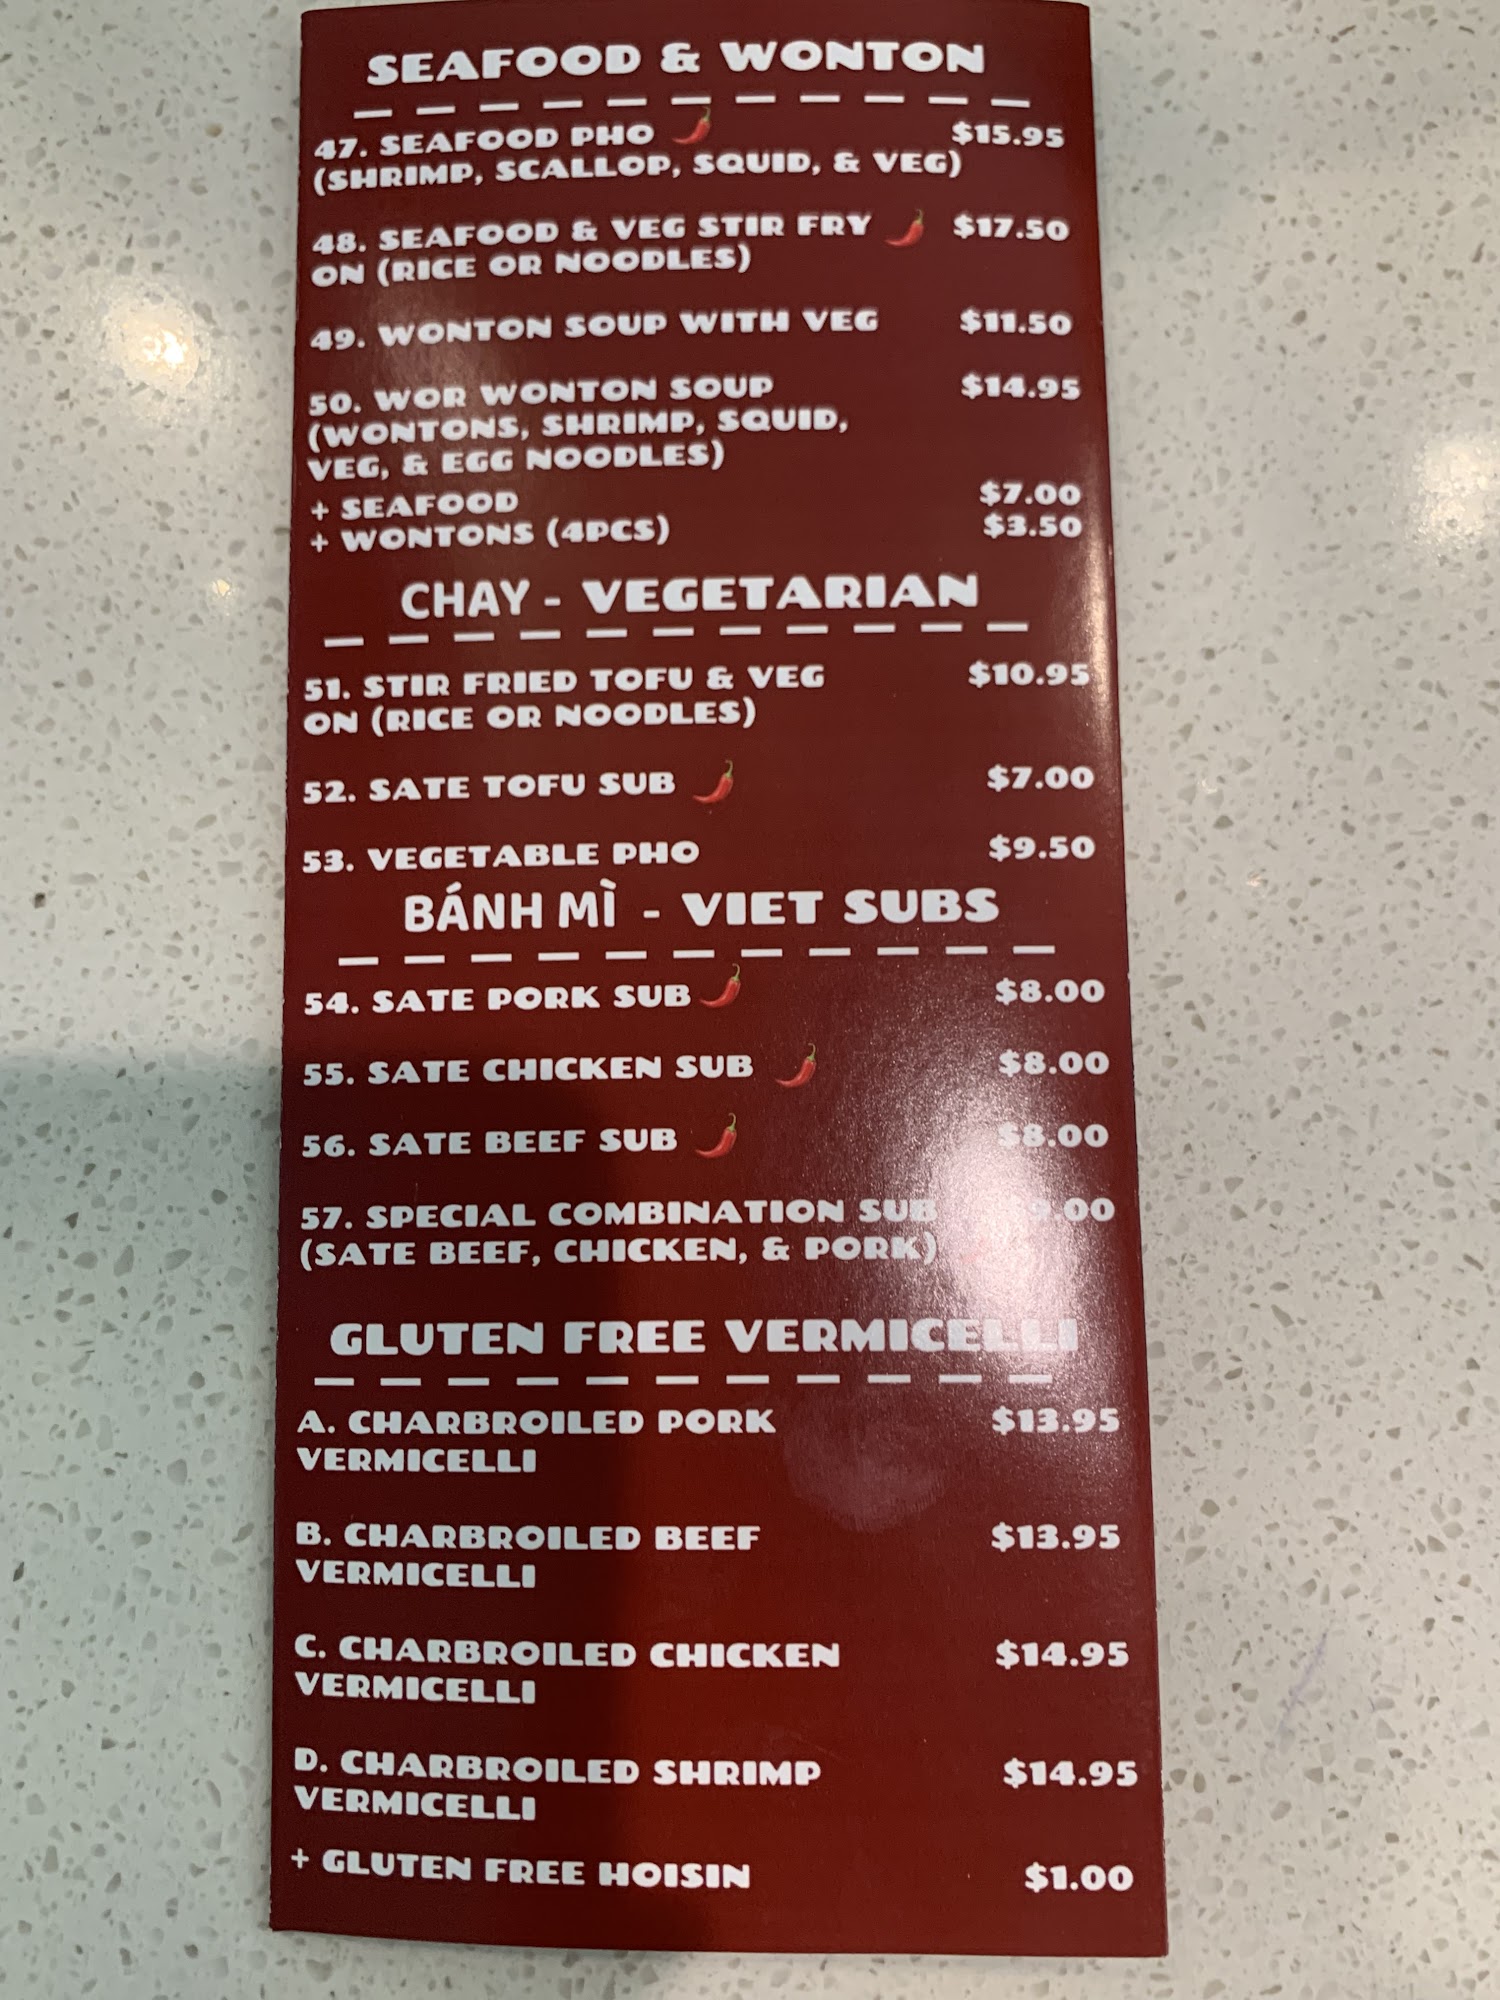 SEAFOOD & WONTON
47. SEAFOOD PHO $15.95
(SHRIMP, SCALLOP, SQUID, & VEG)
48. SEAFOOD & VEG STIR FRY $17.50
ON (RICE OR NOODLES)
49. WONTON SOUP WITH VEG $11.50
50. WOR WONTON SOUP $14.95
(WONTONS, SHRIMP, SQUID,
VEG, & EGG NOODLES)
+ SEAFOOD $7.00
+ WONTONS (4PCS) $3.50
CHAY - VEGETARIAN
51. STIR FRIED TOFU & VEG $10.95
ON (RICE OR NOODLES)
52. SATE TOFU SUB $7.00
53. VEGETABLE PHO $9.50
BÁNH MÌ - VIET SUBS
54. SATE PORK SUB $8.00
55. SATE CHICKEN SUB $8.00
56. SATE BEEF SUB $8.00
57. SPECIAL COMBINATION SUB
(SATE BEEF, CHICKEN, & PORK)
GLUTEN FREE VERMICELLI
A. CHARBROILED PORK $13.95
VERMICELLI
B. CHARBROILED BEEF $13.95
VERMICELLI
C. CHARBROILED CHICKEN $14.95
VERMICELLI
D. CHARBROILED SHRIMP $14.95
VERMICELLI
+ GLUTEN FREE HOISIN $1.00